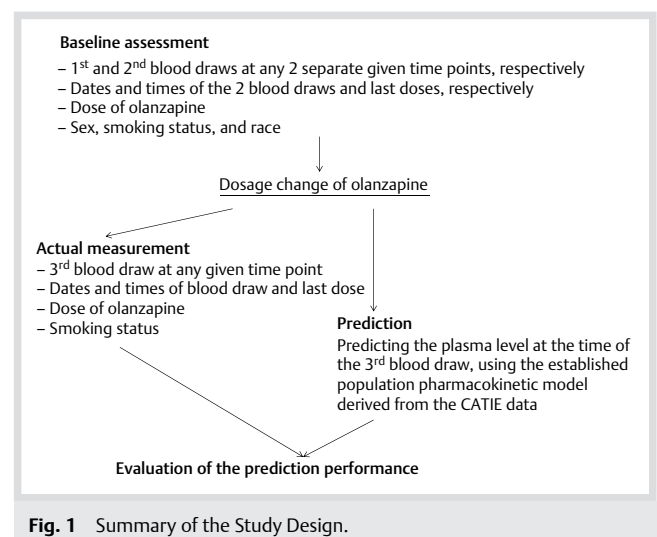 Baseline assessment
– 1st and 2nd blood draws at any 2 separate given time points, respectively
– Dates and times of the 2 blood draws and last doses, respectively
– Dose of olanzapine
– Sex, smoking status, and race
Dosage change of olanzapine
Actual measurement
– 3rd blood draw at any given time point
– Dates and times of blood draw and last dose
– Dose of olanzapine
– Smoking status
Prediction
Predicting the plasma level at the time of
the 3rd blood draw, using the established
population pharmacokinetic model
derived from the CATIE data
Evaluation of the prediction performance
Fig. 1 Summary of the Study Design.